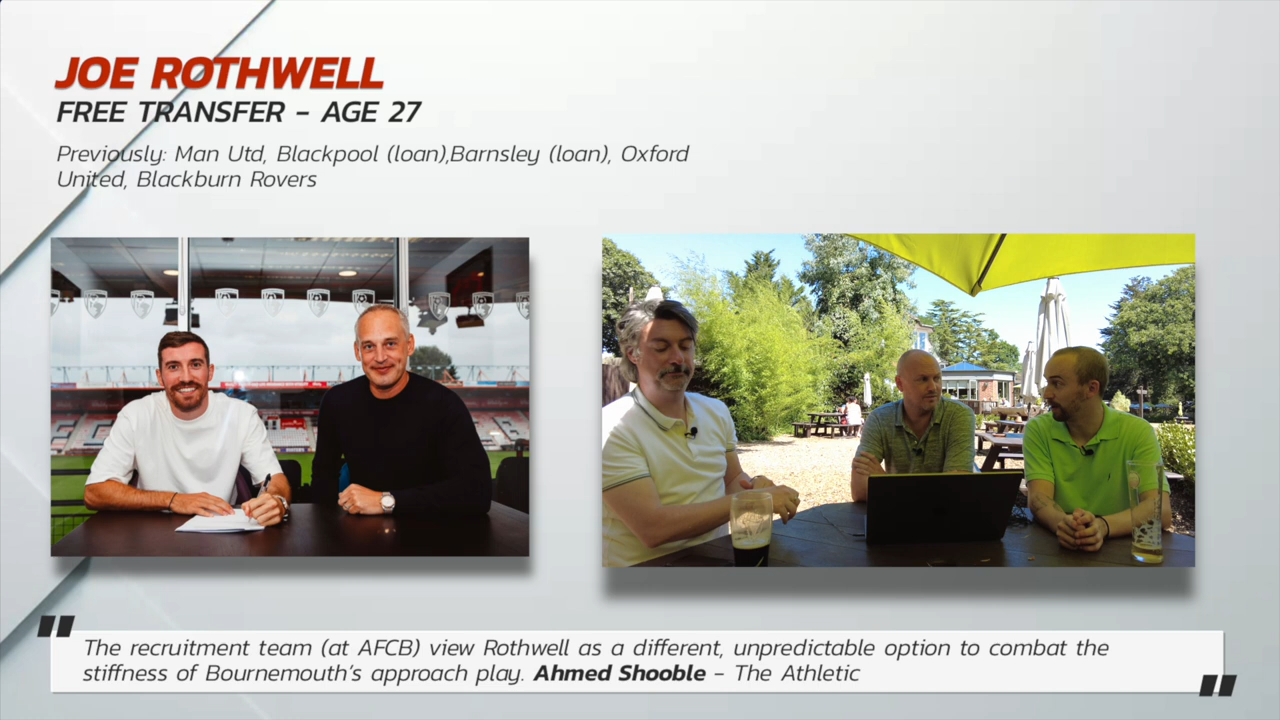 JOE ROTHWELL
FREE TRANSFER - AGE 27
Previously: Man Utd, Blackpool (loan),Barnsley (loan), Oxford
United, Blackburn Rovers
The recruitment team (at AFCB) view Rothwell as a different, unpredictable option to combat the
stiffness of Bournemouth's approach play. Ahmed Shooble - The Athletic